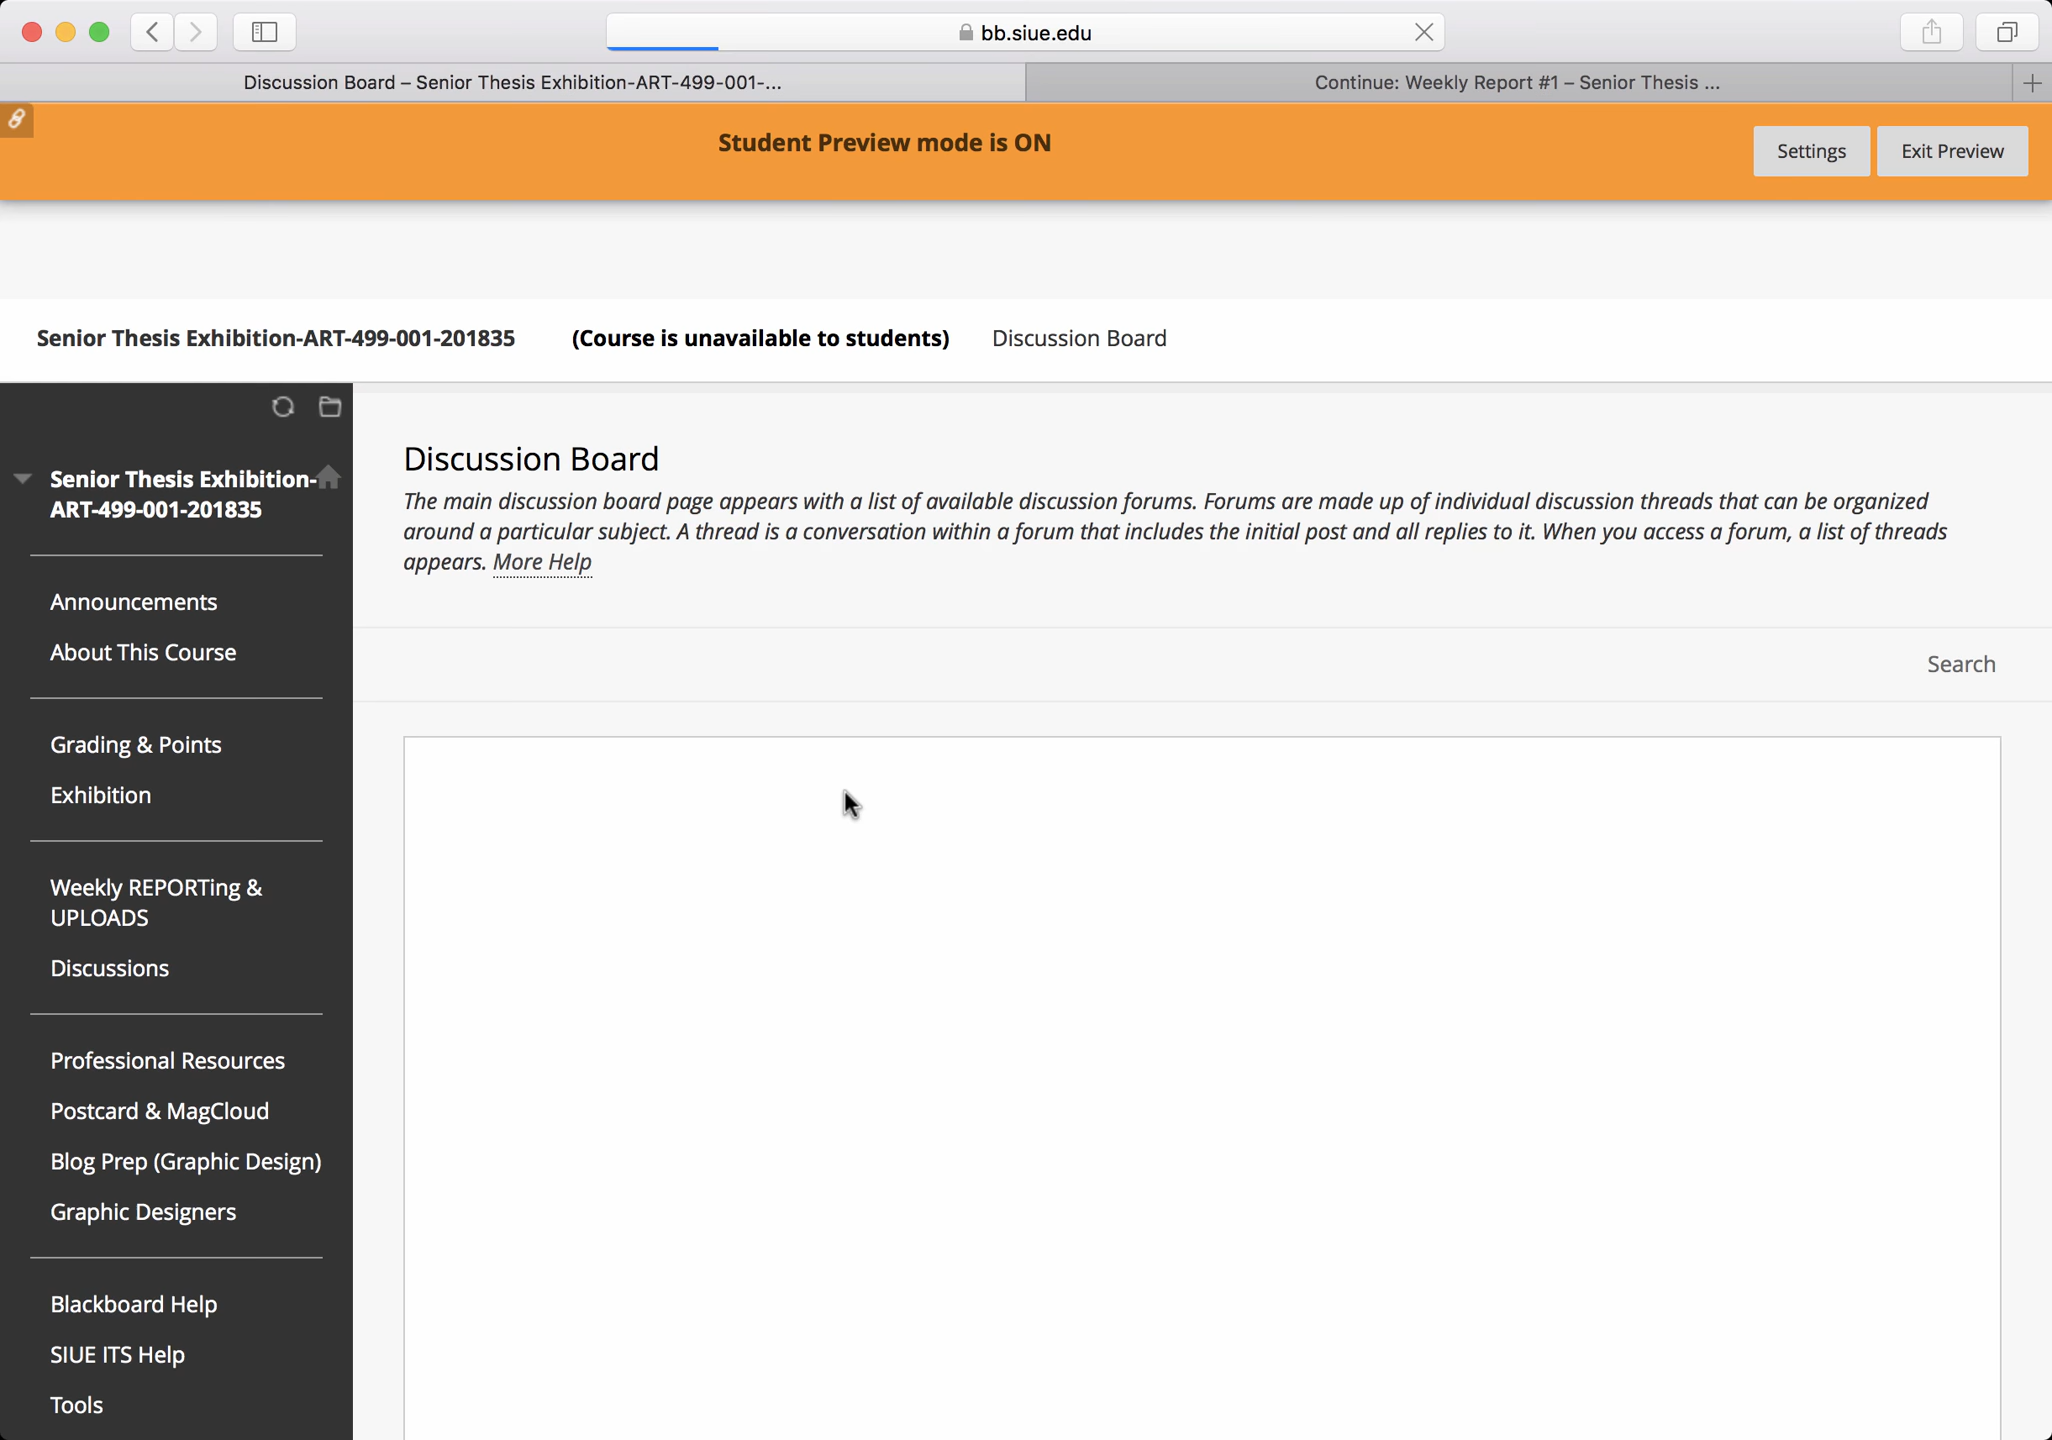 bb.siue.edu
Discussion Board – Senior Thesis Exhibition-ART-499-001-...
Continue: Weekly Report #1 – Senior Thesis ...
Student Preview mode is ON
Settings
Exit Preview
Senior Thesis Exhibition-ART-499-001-201835
(Course is unavailable to students)
Discussion Board
Senior Thesis Exhibition-
ART-499-001-201835
Announcements
About This Course
Grading & Points
Exhibition
Weekly REPORTing &
UPLOADS
Discussions
Professional Resources
Postcard & MagCloud
Blog Prep (Graphic Design)
Graphic Designers
Blackboard Help
SIUE ITS Help
Tools
Discussion Board
The main discussion board page appears with a list of available discussion forums. Forums are made up of individual discussion threads that can be organized
around a particular subject. A thread is a conversation within a forum that includes the initial post and all replies to it. When you access a forum, a list of threads
appears. More Help
Search